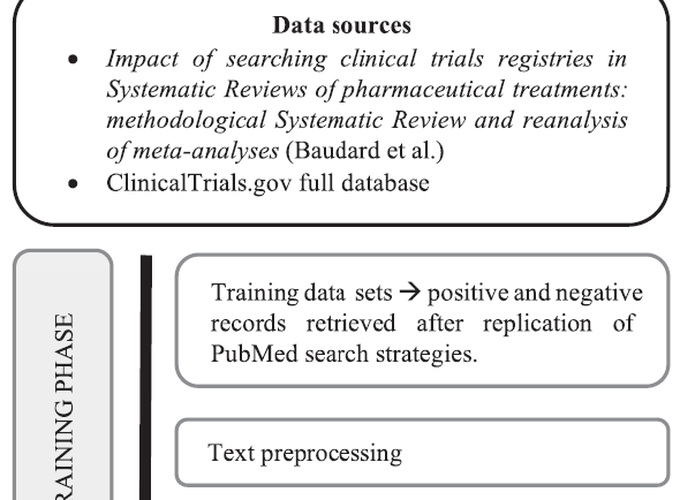 Data sources
• Impact of searching clinical trials registries in
Systematic Reviews of pharmaceutical treatments:
methodological Systematic Review and reanalysis
of meta-analyses (Baudard et al.)
• ClinicalTrials.gov full database
RAINING PHASE
Training data sets → positive and negative
records retrieved after replication of
PubMed search strategies.
Text preprocessing